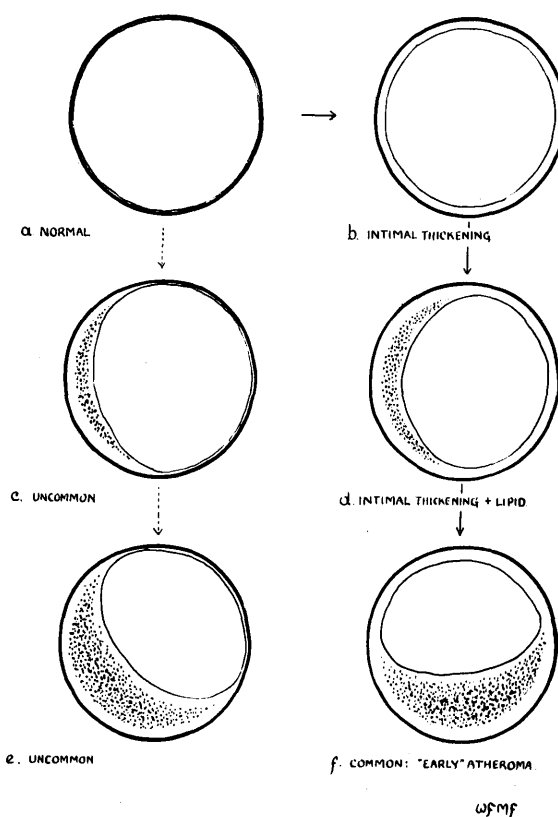 a NORMAL
b. INTIMAL THICKENING
c. UNCOMMON
d. INTIMAL THICKENING + LIPID
e. UNCOMMON
f. COMMON: "EARLY" ATHEROMA
WFMF